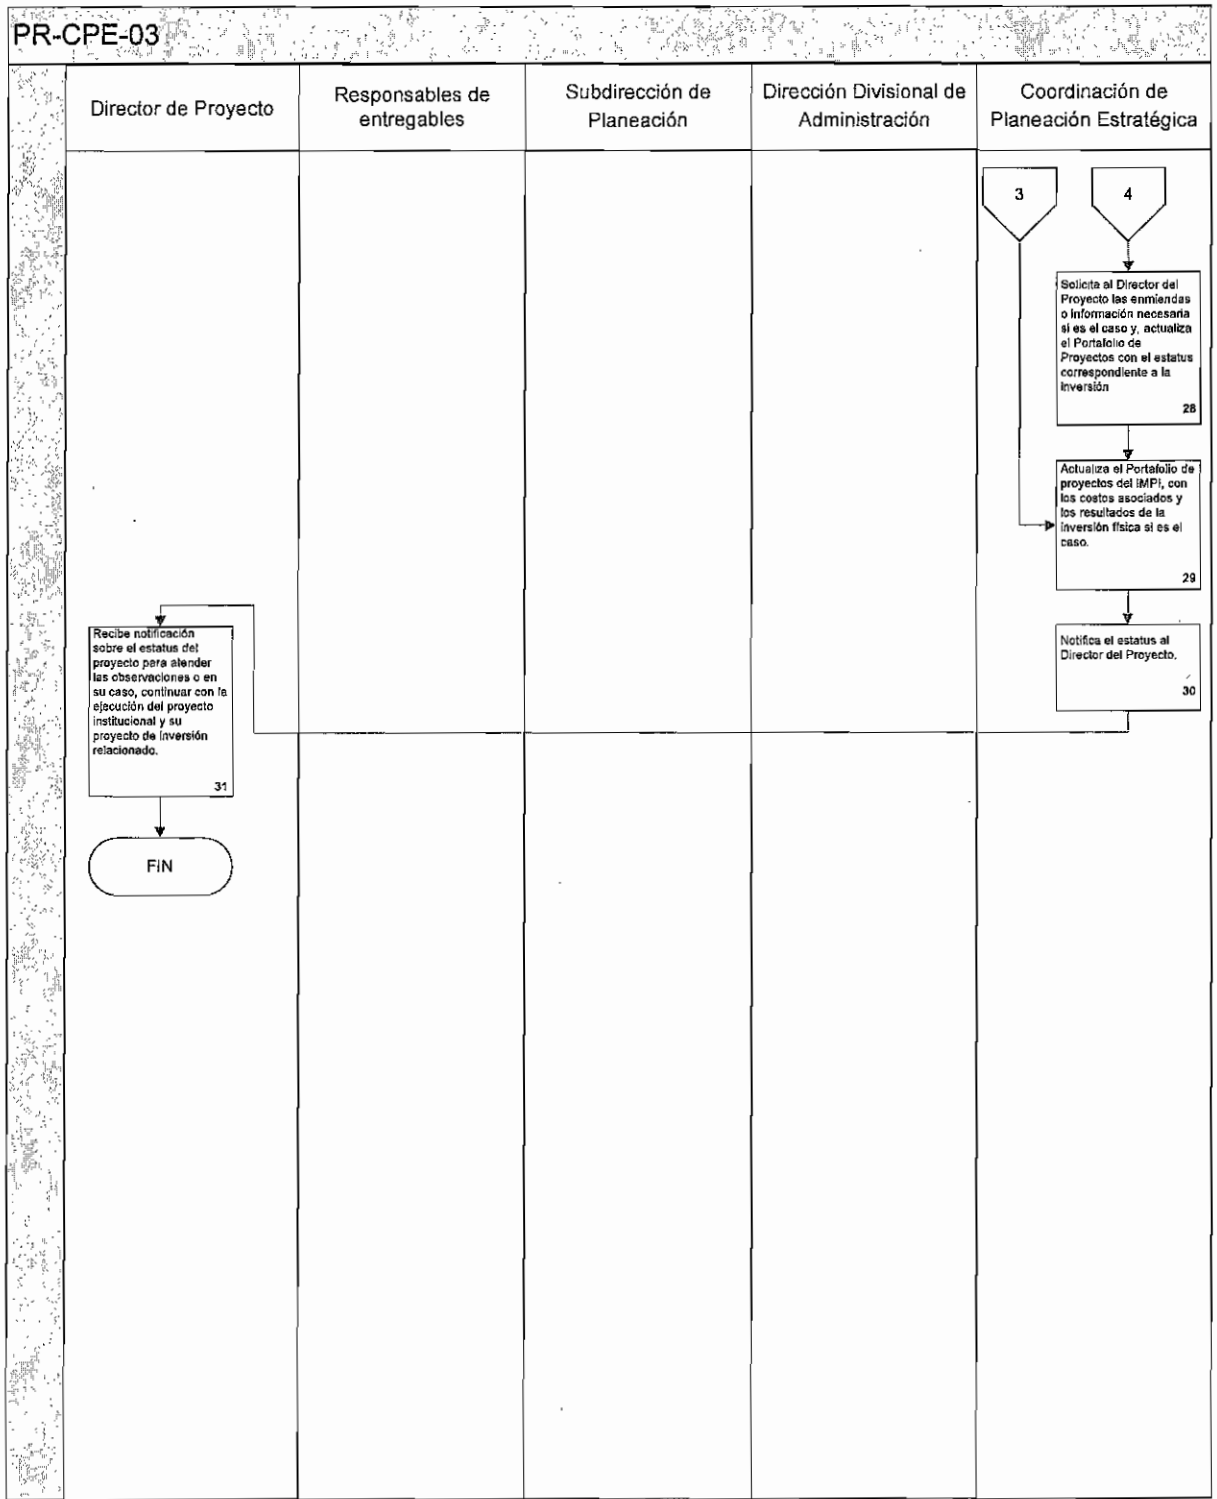 PR-CPE-03
Director de Proyecto
Responsables de
entregables
Subdirección de
Planeación
Dirección Divisional de
Administración
Coordinación de
Planeación Estratégica
3
4
Solicita al Director del
Proyecto las enmiendas
o información necesaria
si es el caso y, actualiza
el Portafolio de
Proyectos con el estatus
correspondiente a la
inversión
28
Actualiza el Portafolio de
proyectos del IMPI, con
los costos asociados y
los resultados de la
inversión física si es el
caso.
29
Notifica el estatus al
Director del Proyecto.
30
Recibe notificación
sobre el estatus del
proyecto para atender
las observaciones o en
su caso, continuar con la
ejecución del proyecto
institucional y su
proyecto de inversión
relacionado.
31
FIN